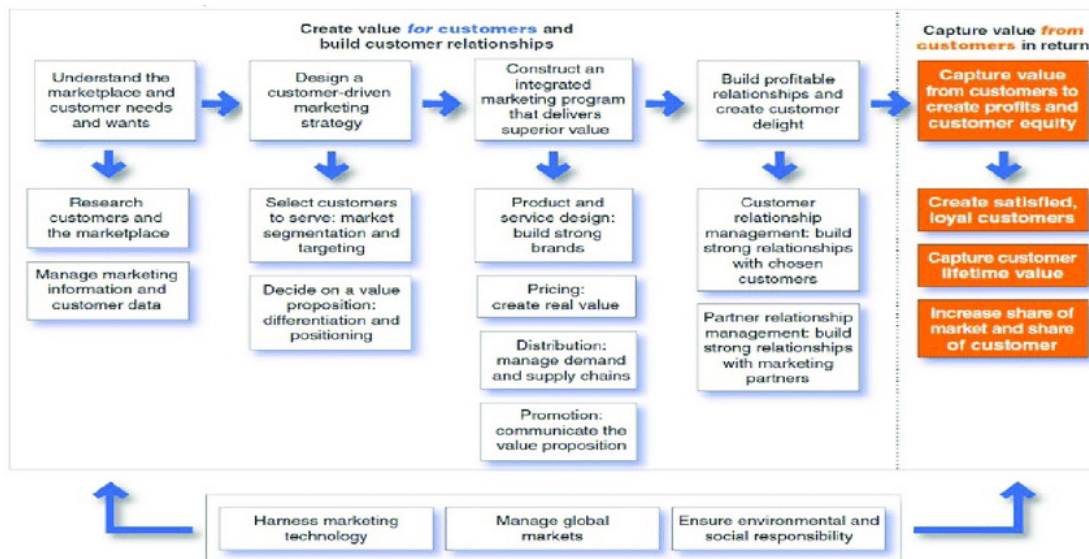 Create value for customers and
build customer relationships
Capture value from
customers in return
Understand the
marketplace and
customer needs
and wants
Design a
customer-driven
marketing
strategy
Construct an
integrated
marketing program
that delivers
superior value
Build profitable
relationships and
create customer
delight
Capture value
from customers to
create profits and
customer equity
Research
customers and
the marketplace
Manage marketing
information and
customer data
Select customers
to serve: market
segmentation and
targeting
Decide on a value
proposition:
differentiation and
positioning
Product and
service design:
build strong
brands
Pricing:
create real value
Distribution:
manage demand
and supply chains
Promotion:
communicate the
value proposition
Customer
relationship
management: build
strong relationships
with chosen
customers
Partner relationship
management: build
strong relationships
with marketing
partners
Create satisfied,
loyal customers
Capture customer
lifetime value
Increase share of
market and share
of customer
Harness marketing
technology
Manage global
markets
Ensure environmental and
social responsibility